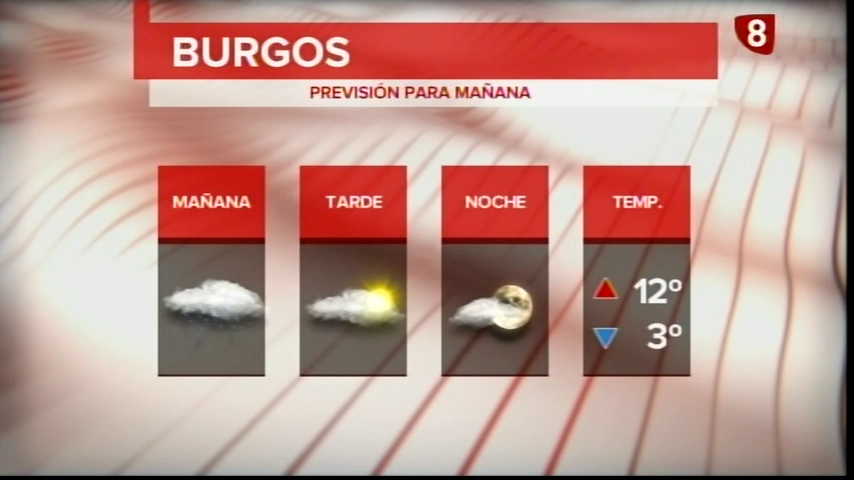 BURGOS
8
PREVISIÓN PARA MAÑANA
MAÑANA
TARDE
NOCHE
TEMP.
12º
3º